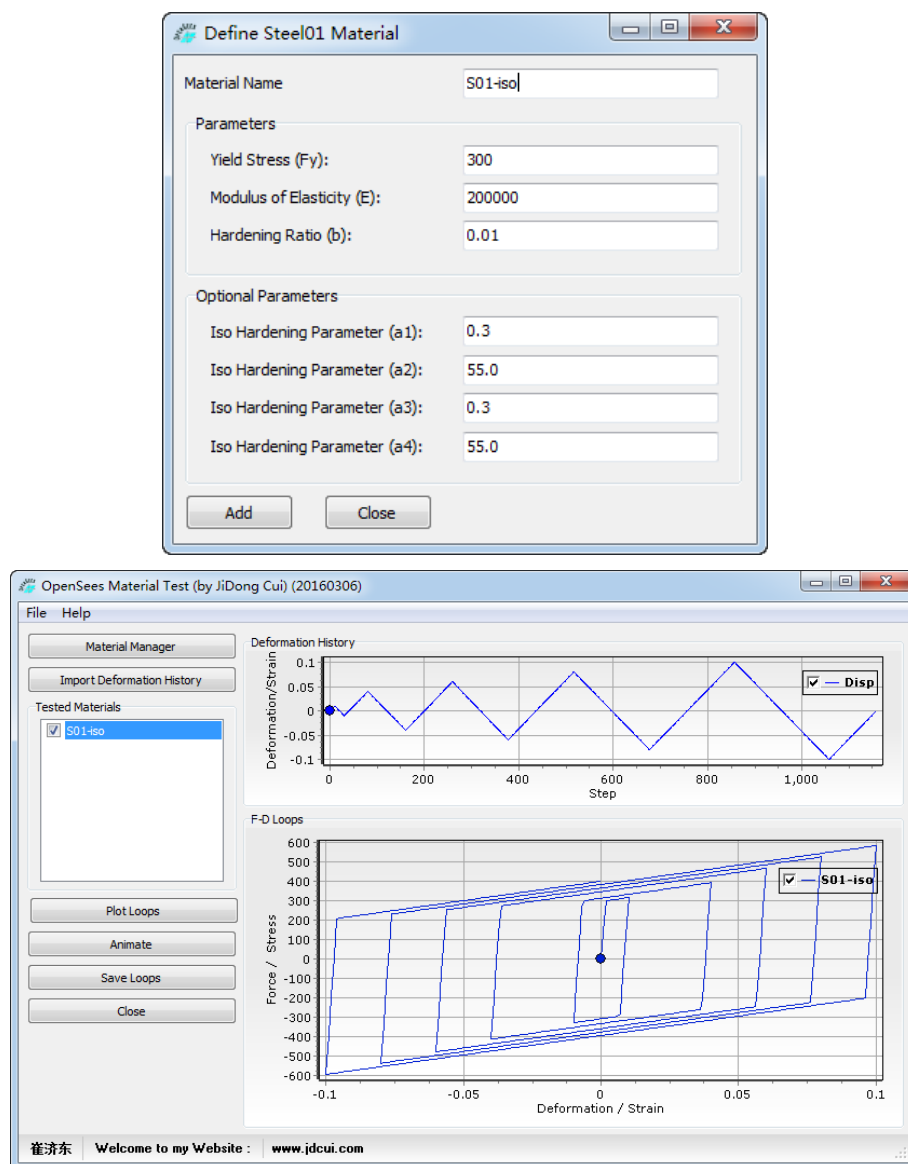 Define Steel01 Material
Material Name S01-iso
Parameters
Yield Stress (Fy): 300
Modulus of Elasticity (E): 200000
Hardening Ratio (b): 0.01
Optional Parameters
Iso Hardening Parameter (a1): 0.3
Iso Hardening Parameter (a2): 55.0
Iso Hardening Parameter (a3): 0.3
Iso Hardening Parameter (a4): 55.0
Add Close
OpenSees Material Test (by JiDong Cui) (20160306)
File Help
Material Manager
Import Deformation History
Tested Materials
S01-iso
Plot Loops
Animate
Save Loops
Close
Deformation History
Deformation/Strain
0.1
0.05
0
-0.05
-0.1
Disp
0 200 400 600 800 1,000
Step
F-D Loops
Force / Stress
600
500
400
300
200
100
0
-100
-200
-300
-400
-500
-600
S01-iso
-0.1 -0.05 0 0.05 0.1
Deformation / Strain
崔济东 Welcome to my Website : www.jdcui.com